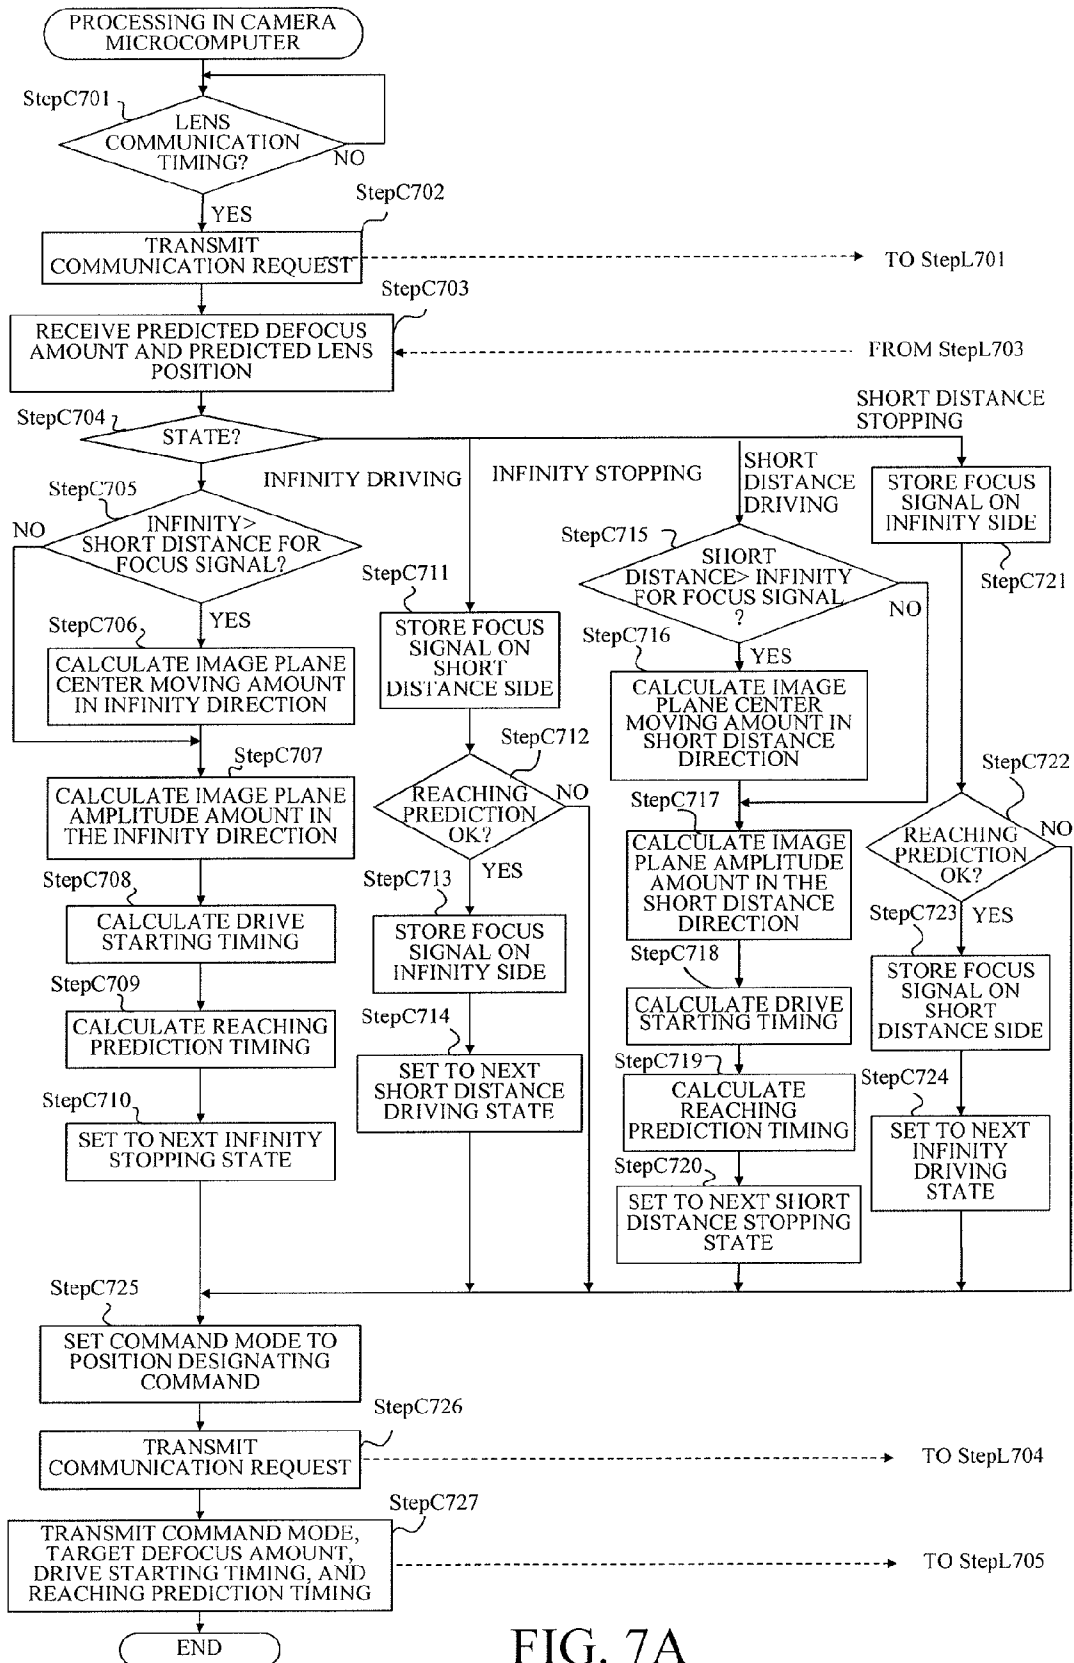 PROCESSING IN CAMERA
MICROCOMPUTER
StepC701
LENS
COMMUNICATION
TIMING?
NO
YES
StepC702
TRANSMIT
COMMUNICATION REQUEST
TO StepL701
StepC703
RECEIVE PREDICTED DEFOCUS
AMOUNT AND PREDICTED LENS
POSITION
FROM StepL703
StepC704
STATE?
INFINITY DRIVING
INFINITY STOPPING
SHORT
DISTANCE
DRIVING
SHORT DISTANCE
STOPPING
StepC705
NO
INFINITY>
SHORT DISTANCE FOR
FOCUS SIGNAL?
YES
StepC706
CALCULATE IMAGE PLANE
CENTER MOVING AMOUNT
IN INFINITY DIRECTION
StepC707
CALCULATE IMAGE PLANE
AMPLITUDE AMOUNT IN
THE INFINITY DIRECTION
StepC708
CALCULATE DRIVE
STARTING TIMING
StepC709
CALCULATE REACHING
PREDICTION TIMING
StepC710
SET TO NEXT INFINITY
STOPPING STATE
StepC711
STORE FOCUS
SIGNAL ON
SHORT
DISTANCE SIDE
StepC712
REACHING
PREDICTION
OK?
NO
YES
StepC713
STORE FOCUS
SIGNAL ON
INFINITY SIDE
StepC714
SET TO NEXT
SHORT DISTANCE
DRIVING STATE
StepC715
SHORT
DISTANCE> INFINITY
FOR FOCUS SIGNAL
?
NO
YES
StepC716
CALCULATE IMAGE
PLANE CENTER
MOVING AMOUNT IN
SHORT DISTANCE
DIRECTION
StepC717
CALCULATE IMAGE
PLANE AMPLITUDE
AMOUNT IN THE
SHORT DISTANCE
DIRECTION
StepC718
CALCULATE DRIVE
STARTING TIMING
StepC719
CALCULATE
REACHING
PREDICTION TIMING
StepC720
SET TO NEXT SHORT
DISTANCE STOPPING
STATE
STORE FOCUS
SIGNAL ON
INFINITY SIDE
StepC721
StepC722
REACHING
PREDICTION
OK?
NO
YES
StepC723
STORE FOCUS
SIGNAL ON
SHORT
DISTANCE SIDE
StepC724
SET TO NEXT
INFINITY
DRIVING
STATE
StepC725
SET COMMAND MODE TO
POSITION DESIGNATING
COMMAND
StepC726
TRANSMIT
COMMUNICATION REQUEST
TO StepL704
StepC727
TRANSMIT COMMAND MODE,
TARGET DEFOCUS AMOUNT,
DRIVE STARTING TIMING, AND
REACHING PREDICTION TIMING
TO StepL705
END
FIG. 7A